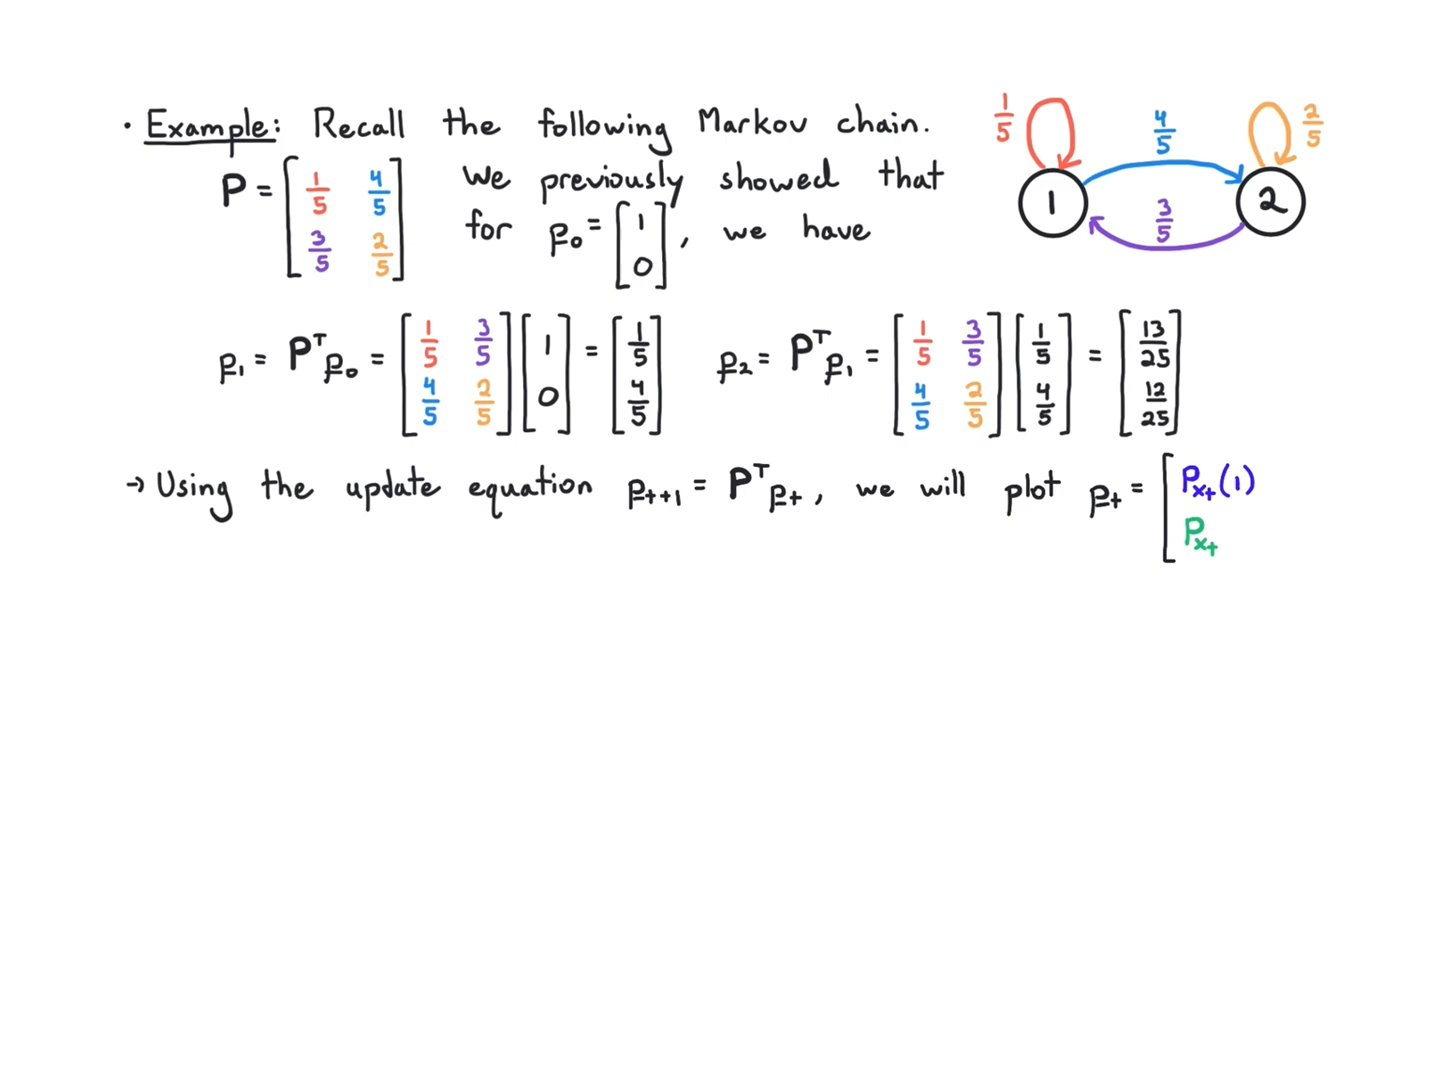 • Example: Recall the following Markov chain.
P = [1/5 4/5; 3/5 2/5] We previously showed that
for p₀ = [1; 0], we have
1/5 4/5 2/5
1 2
3/5
p₁ = Pᵀp₀ = [1/5 3/5; 4/5 2/5] [1; 0] = [1/5; 4/5] p₂ = Pᵀp₁ = [1/5 3/5; 4/5 2/5] [1/5; 4/5] = [13/25; 12/25]
→ Using the update equation pₜ₊₁ = Pᵀpₜ, we will plot pₜ = [Pₓₜ(1); Pₓₜ